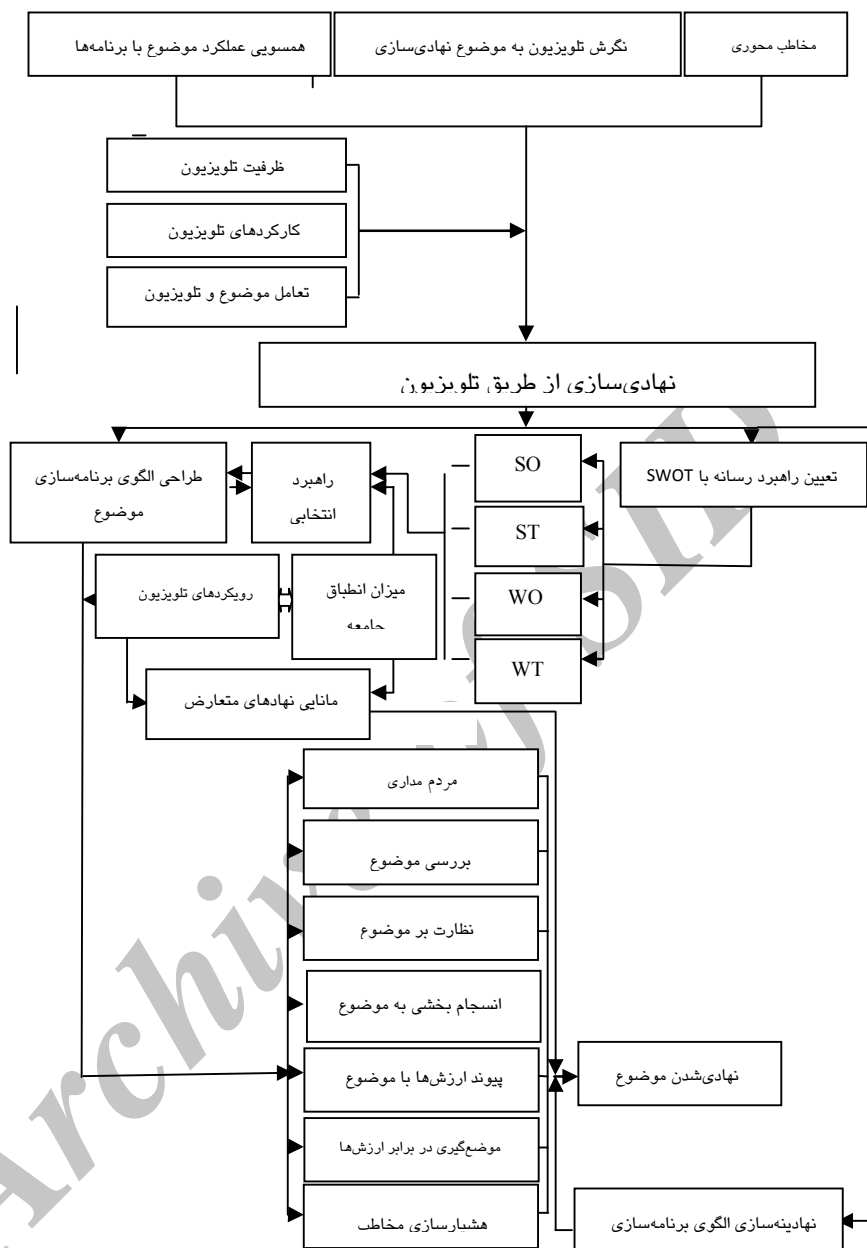 مخاطب محوری
نگرش تلویزیون به موضوع نهادی‌سازی
همسویی عملکرد موضوع با برنامه‌ها
ظرفیت تلویزیون
کارکردهای تلویزیون
تعامل موضوع و تلویزیون
نهادی‌سازی از طریق تلویزیون
تعیین راهبرد رسانه با SWOT
SO
ST
WO
WT
راهبرد
انتخابی
طراحی الگوی برنامه‌سازی
موضوع
میزان انطباق
جامعه
رویکردهای تلویزیون
مانایی نهادهای متعارض
مردم مداری
بررسی موضوع
نظارت بر موضوع
انسجام بخشی به موضوع
پیوند ارزش‌ها با موضوع
موضع‌گیری در برابر ارزش‌ها
هشیارسازی مخاطب
نهادی‌شدن موضوع
نهادینه‌سازی الگوی برنامه‌سازی
Archive of SID